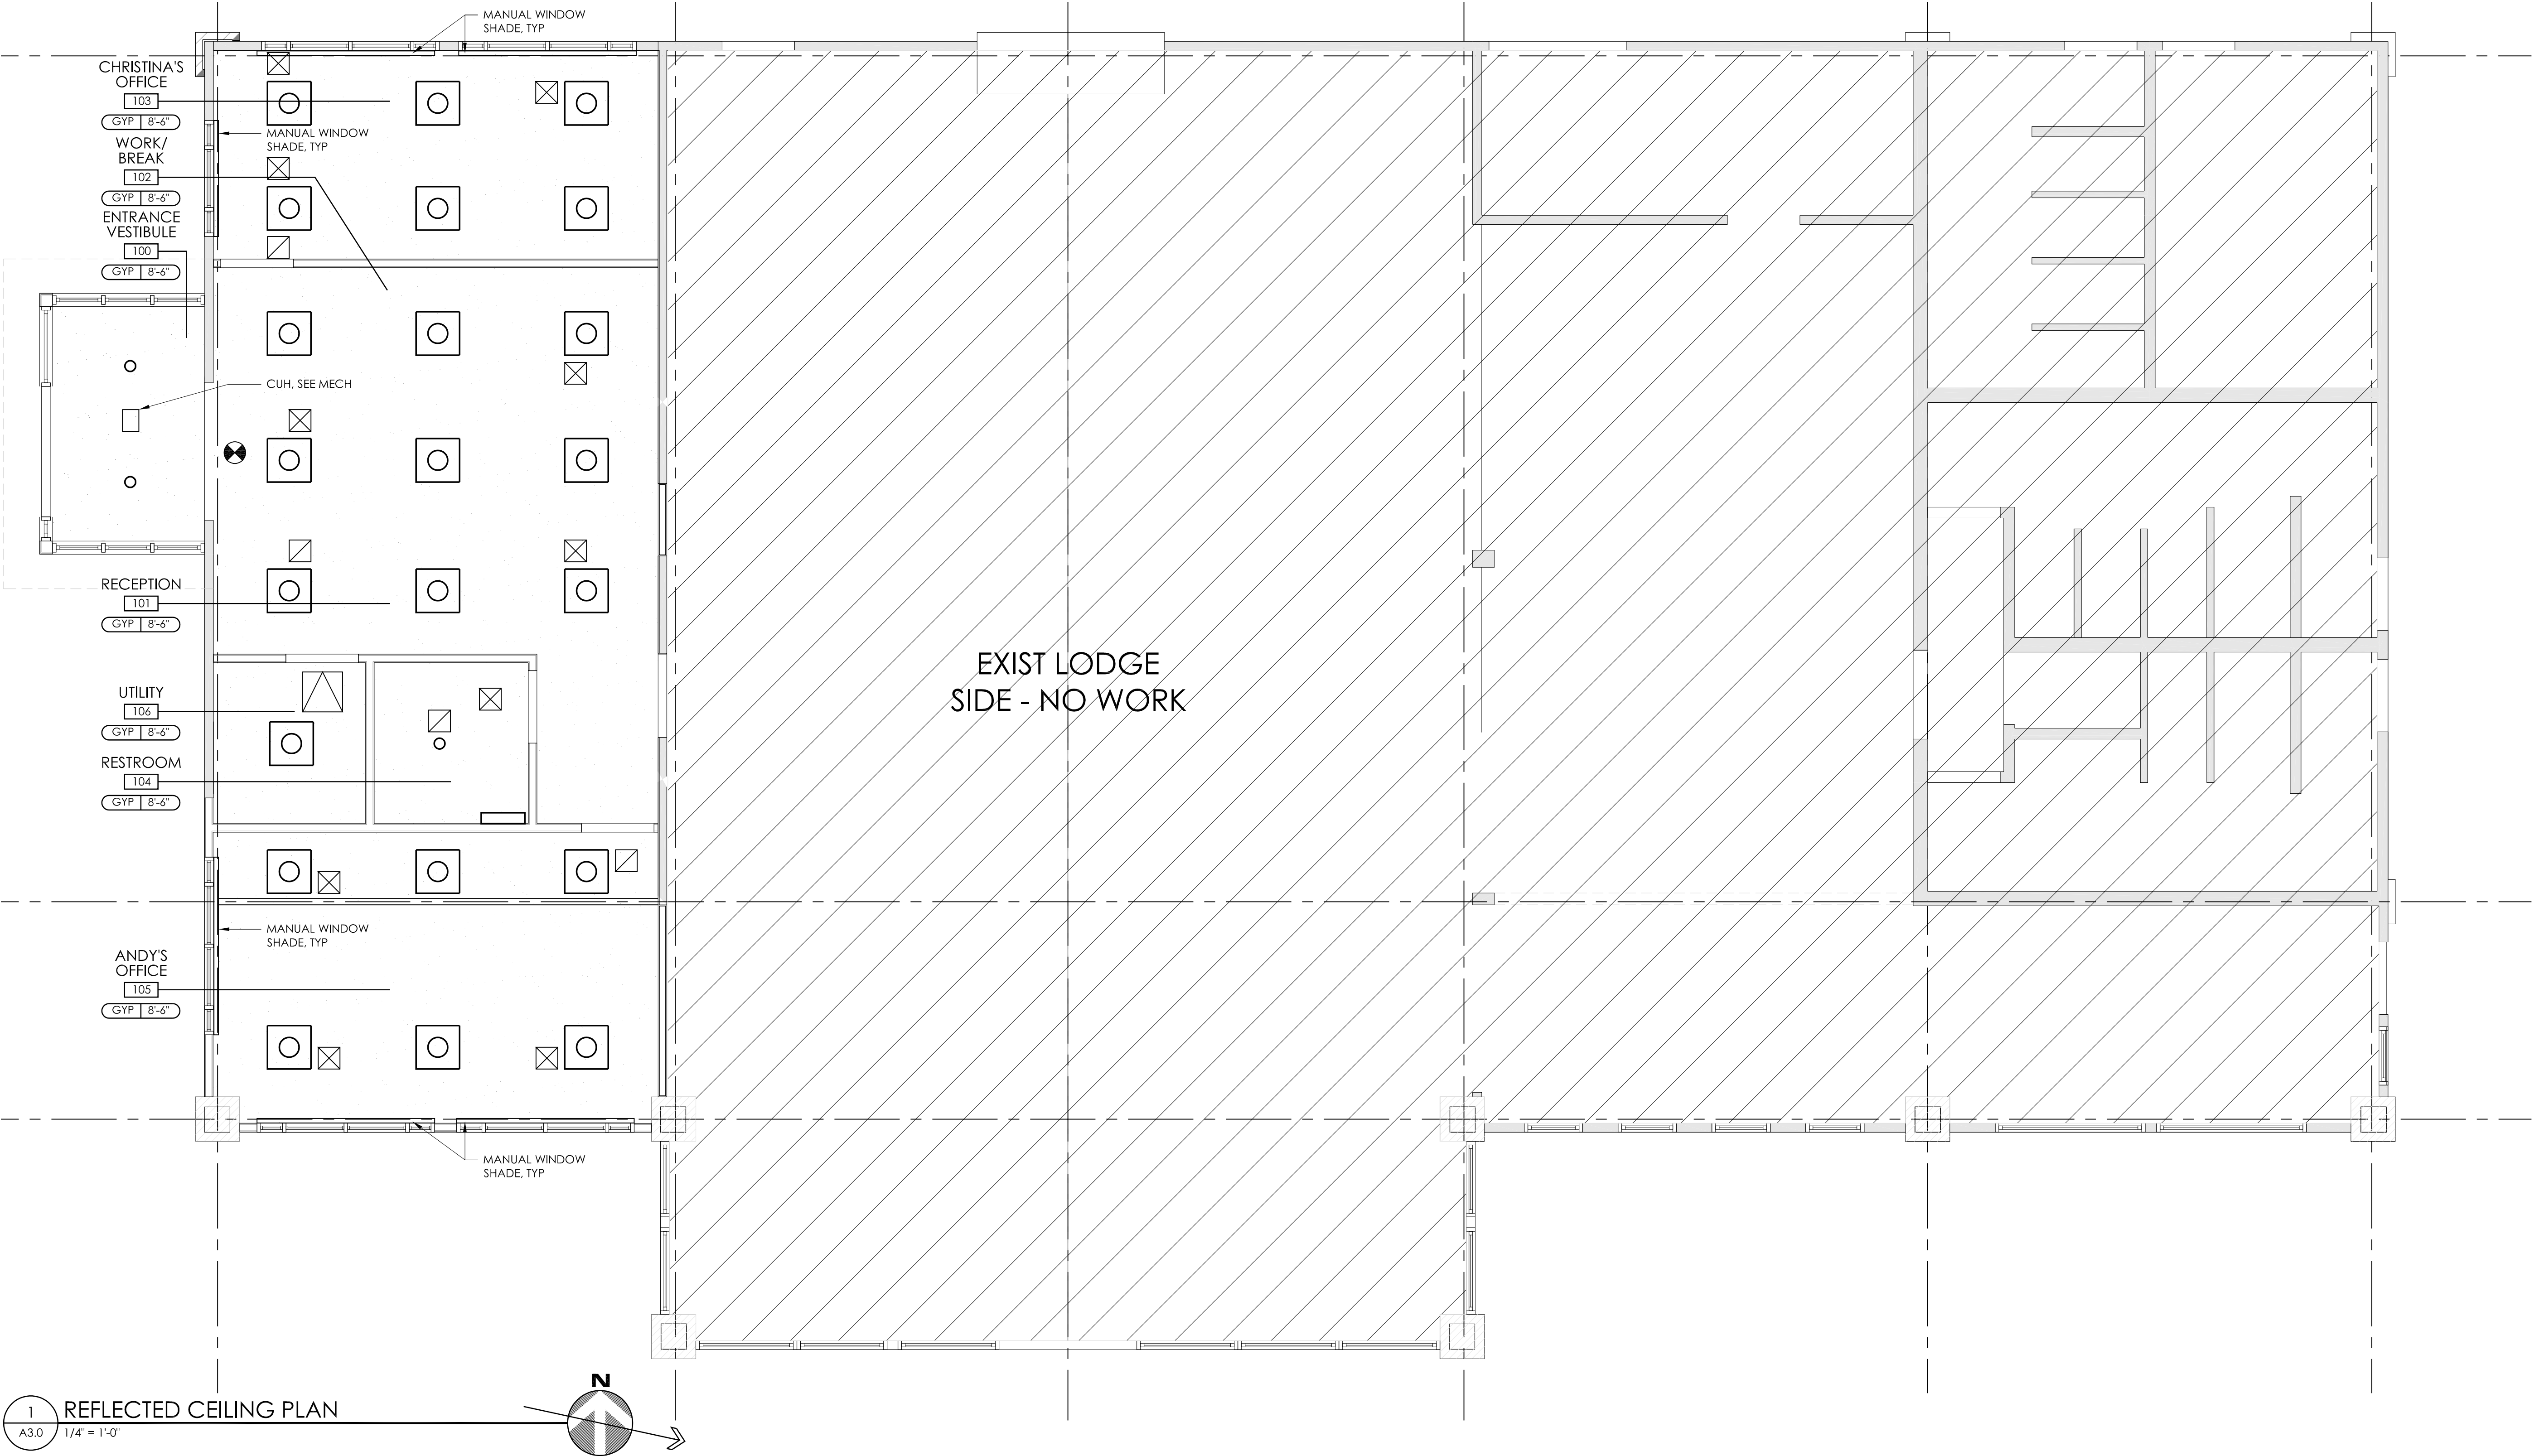 MANUAL WINDOW
SHADE, TYP
CHRISTINA'S
OFFICE
103
GYP 8'-6"
MANUAL WINDOW
SHADE, TYP
WORK/
BREAK
102
GYP 8'-6"
ENTRANCE
VESTIBULE
100
GYP 8'-6"
CUH, SEE MECH
RECEPTION
101
GYP 8'-6"
EXIST LODGE
SIDE - NO WORK
UTILITY
106
GYP 8'-6"
RESTROOM
104
GYP 8'-6"
MANUAL WINDOW
SHADE, TYP
ANDY'S
OFFICE
105
GYP 8'-6"
MANUAL WINDOW
SHADE, TYP
N
1 REFLECTED CEILING PLAN
A3.0 1/4" = 1'-0"